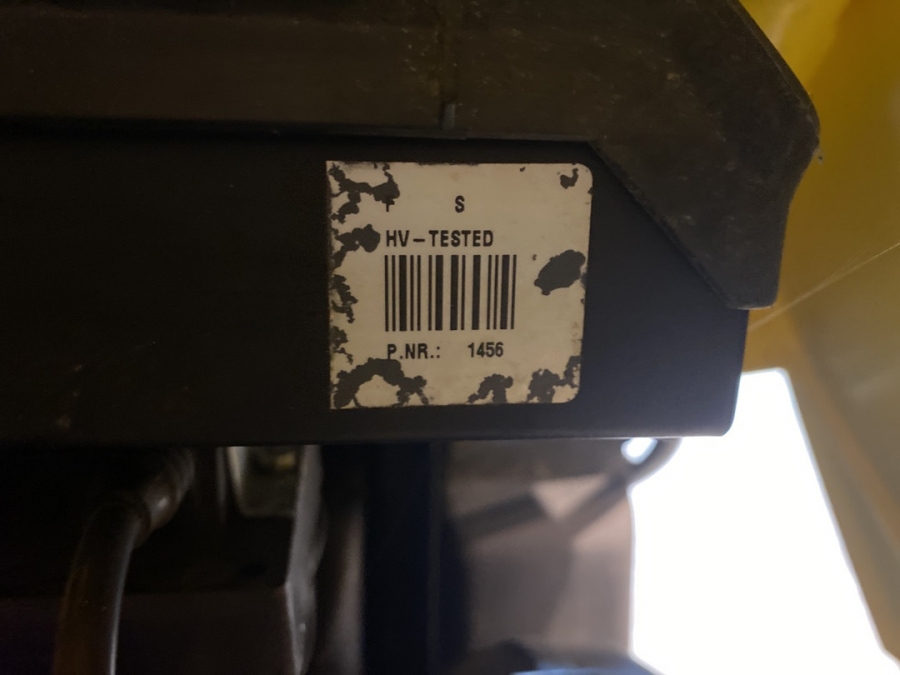 S
HV-TESTED
P.NR.: 1456